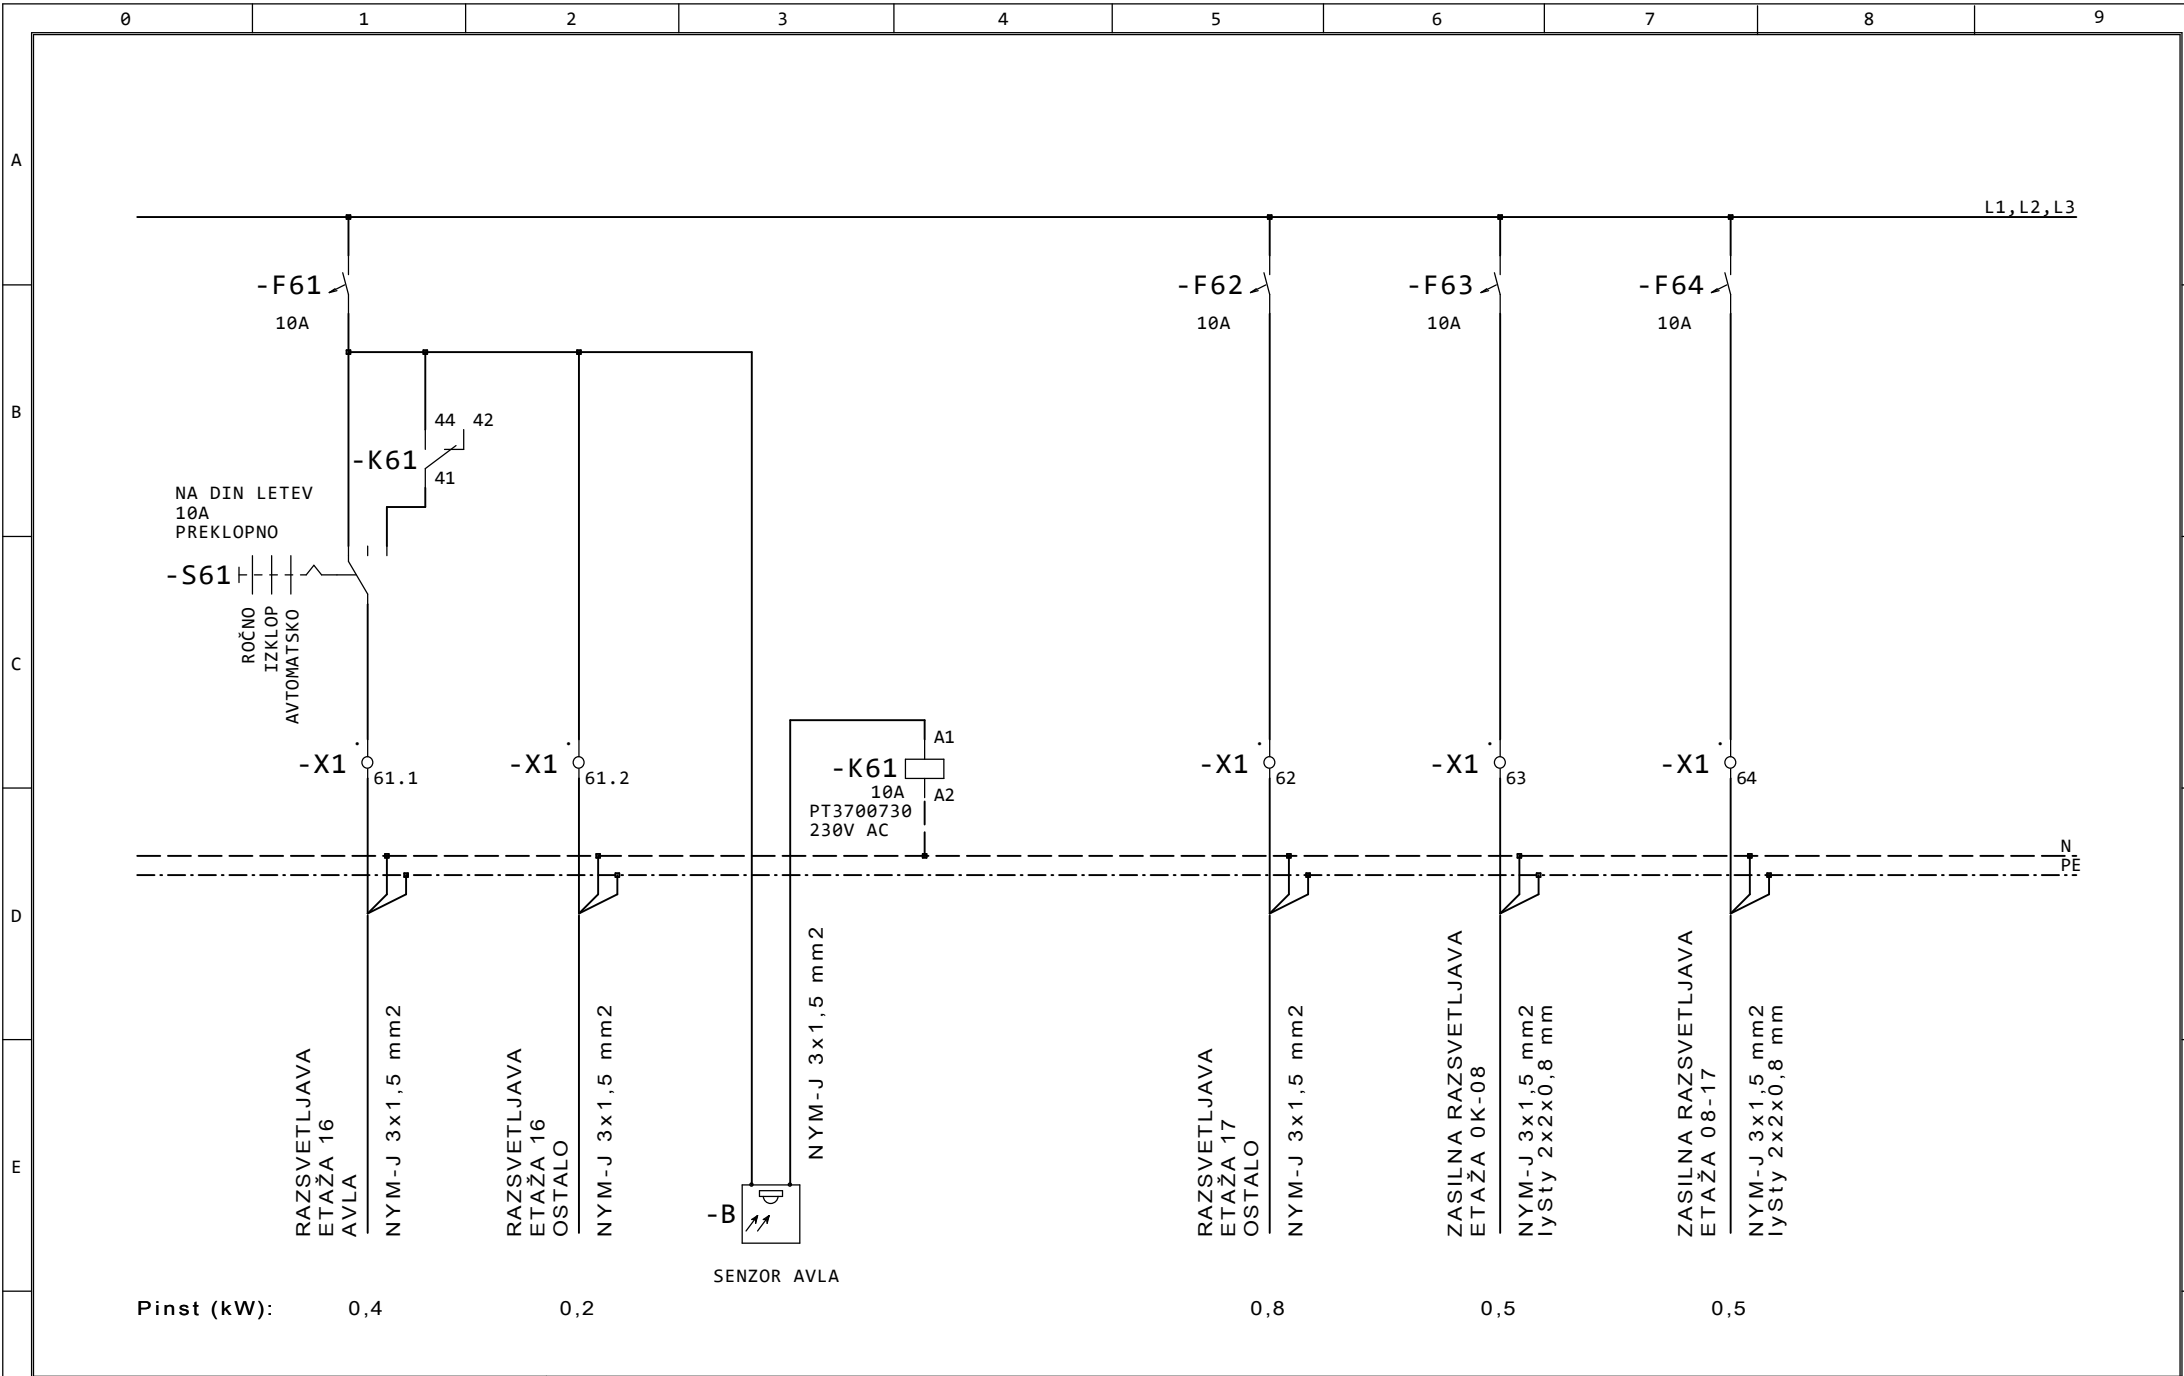 0 1 2 3 4 5 6 7 8 9
A
B
C
D
E
L1,L2,L3
-F61
10A
-F62
10A
-F63
10A
-F64
10A
44 42
-K61
41
NA DIN LETEV
10A
PREKLOPNO
-S61
ROČNO
IZKLOP
AVTOMATSKO
-X1 61.1
-X1 61.2
A1
-K61
10A
A2
PT3700730
230V AC
-X1 62
-X1 63
-X1 64
N
PE
RAZSVETLJAVA
ETAŽA 16
AVLA
NYM-J 3x1,5 mm2
RAZSVETLJAVA
ETAŽA 16
OSTALO
NYM-J 3x1,5 mm2
NYM-J 3x1,5 mm2
-B
SENZOR AVLA
RAZSVETLJAVA
ETAŽA 17
OSTALO
NYM-J 3x1,5 mm2
ZASILNA RAZSVETLJAVA
ETAŽA 0K-08
NYM-J 3x1,5 mm2
IySty 2x2x0,8 mm
ZASILNA RAZSVETLJAVA
ETAŽA 08-17
NYM-J 3x1,5 mm2
IySty 2x2x0,8 mm
Pinst (kW): 0,4 0,2 0,8 0,5 0,5